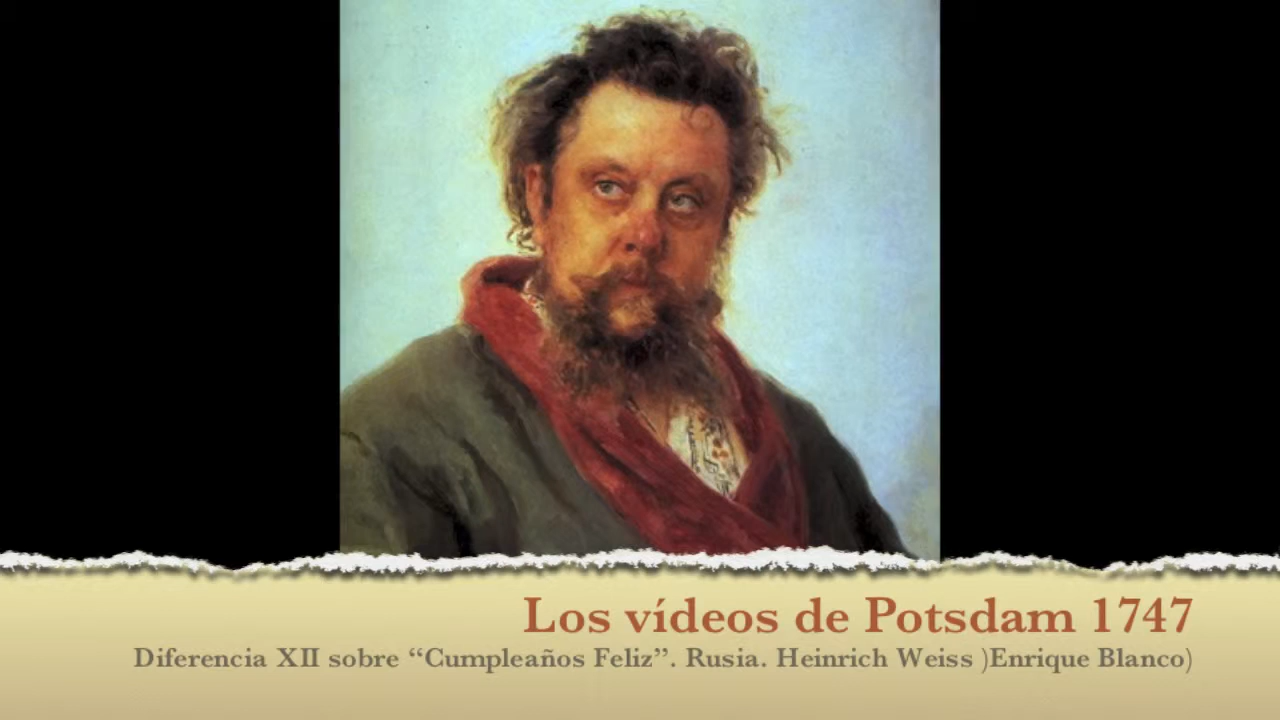 Los vídeos de Potsdam 1747
Diferencia XII sobre “Cumpleaños Feliz”. Rusia. Heinrich Weiss )Enrique Blanco)